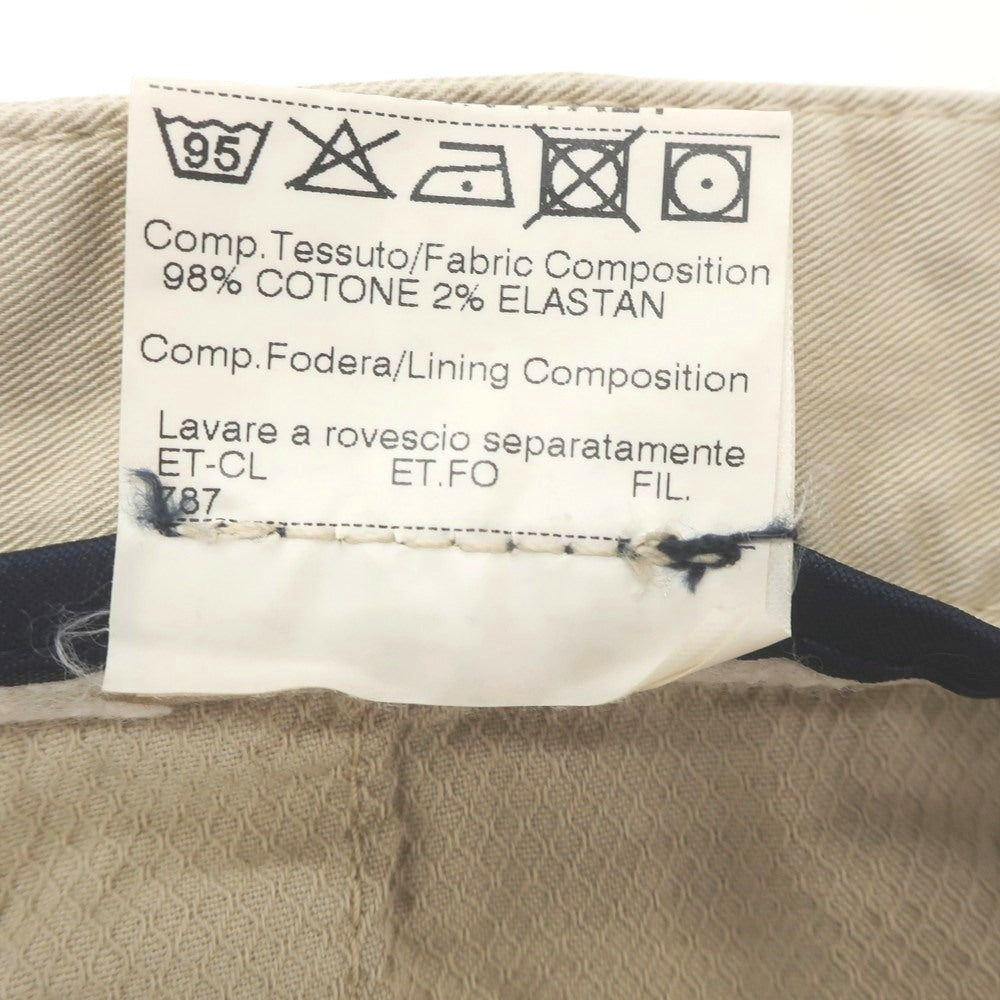 95
Comp.Tessuto/Fabric Composition
98% COTONE 2% ELASTAN
Comp.Fodera/Lining Composition
Lavare a rovescio separatamente
ET-CL ET.FO FIL.
787